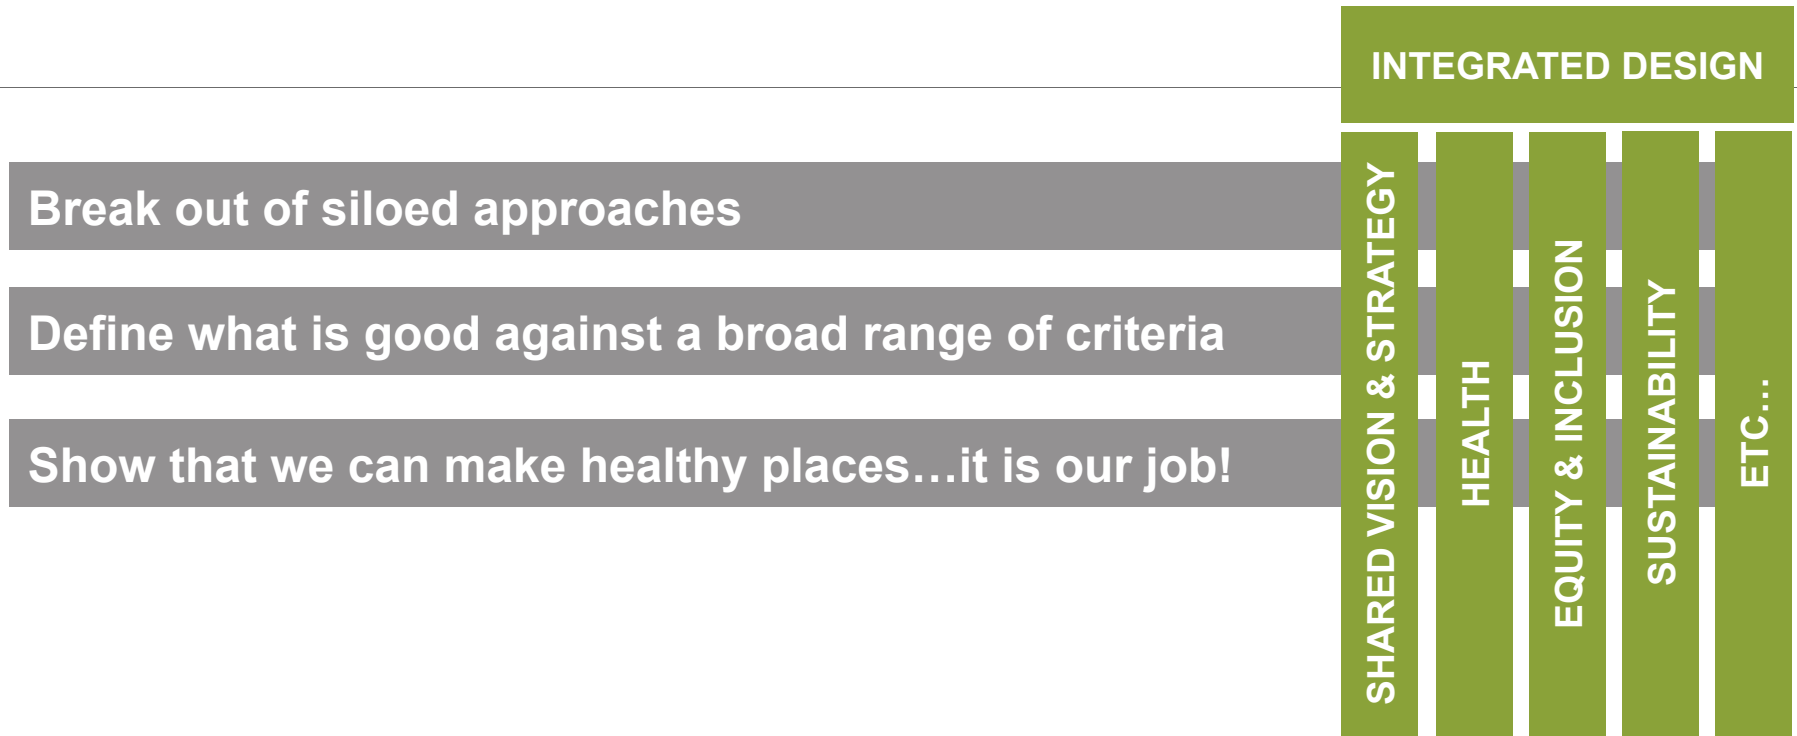 INTEGRATED DESIGN
Break out of siloed approaches
Define what is good against a broad range of criteria
Show that we can make healthy places…it is our job!
SHARED VISION & STRATEGY
HEALTH
EQUITY & INCLUSION
SUSTAINABILITY
ETC…